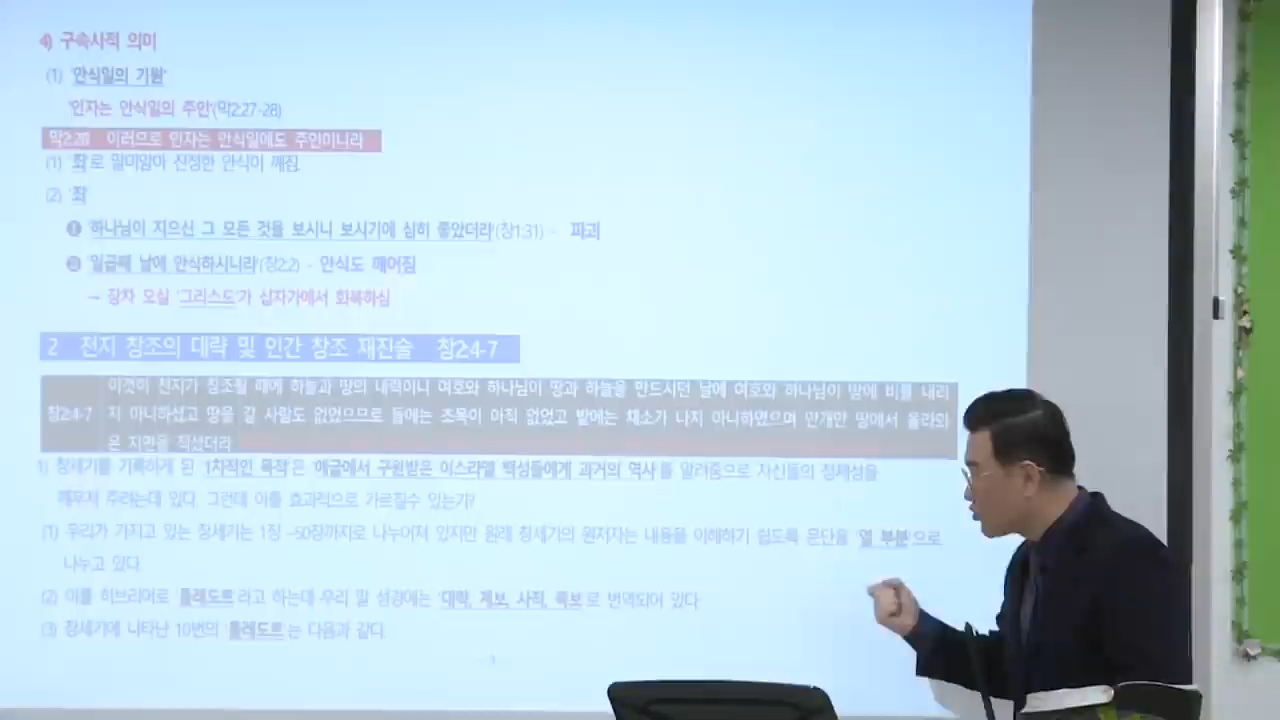 4) 구속사적 의미
(1) '안식일의 기원'
'인자는 안식일의 주인'(막2:27-28)
막2:28 이러므로 인자는 안식일에도 주인이니라
(1) '죄'로 말미암아 진정한 안식이 깨짐.
(2) '죄'
❶ '하나님이 지으신 그 모든 것을 보시니 보시기에 심히 좋았더라'(창1:31) - 파괴
❷ '일곱째 날에 안식하시니라'(창2:2) - 안식도 깨어짐
→ 장차 오실 '그리스도'가 십자가에서 회복하심
2 천지 창조의 대략 및 인간 창조 재진술 창2:4-7
이것이 천지가 창조될 때에 하늘과 땅의 내력이니 여호와 하나님이 땅과 하늘을 만드시던 날에 여호와 하나님이 땅에 비를 내리
창2:4-7 지 아니하셨고 땅을 갈 사람도 없었으므로 들에는 초목이 아직 없었고 밭에는 채소가 나지 아니하였으며 안개만 땅에서 올라와
온 지면을 적셨더라
1) 창세기를 기록하게 된 '1차적인 목적'은 '애굽에서 구원받은 이스라엘 백성들에게 과거의 역사'를 알려줌으로 자신들의 정체성을
깨우쳐 주려는데 있다. 그런데 이를 효과적으로 가르칠수 있는가?
(1) 우리가 가지고 있는 창세기는 1장 -50장까지로 나누어져 있지만 원래 창세기의 원저자는 내용을 이해하기 쉽도록 문단을 '열 부분'으로
나누고 있다.
(2) 이를 히브리어로 '톨레도트'라고 하는데 우리 말 성경에는 '대략, 계보, 사적, 족보'로 번역되어 있다.
(3) 창세기에 나타난 10번의 '톨레도트'는 다음과 같다.